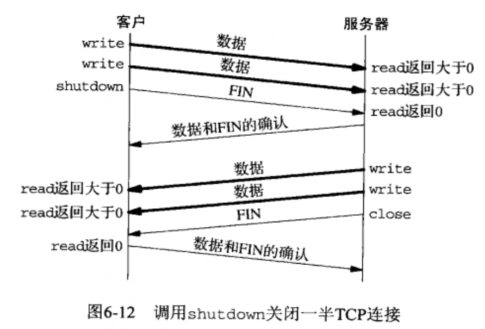 客户 服务器
write 数据
write 数据 read返回大于0
shutdown FIN read返回大于0
read返回0
数据和FIN的确认
数据 write
read返回大于0 数据 write
read返回大于0 FIN close
read返回0 数据和FIN的确认
图6-12 调用shutdown关闭一半TCP连接